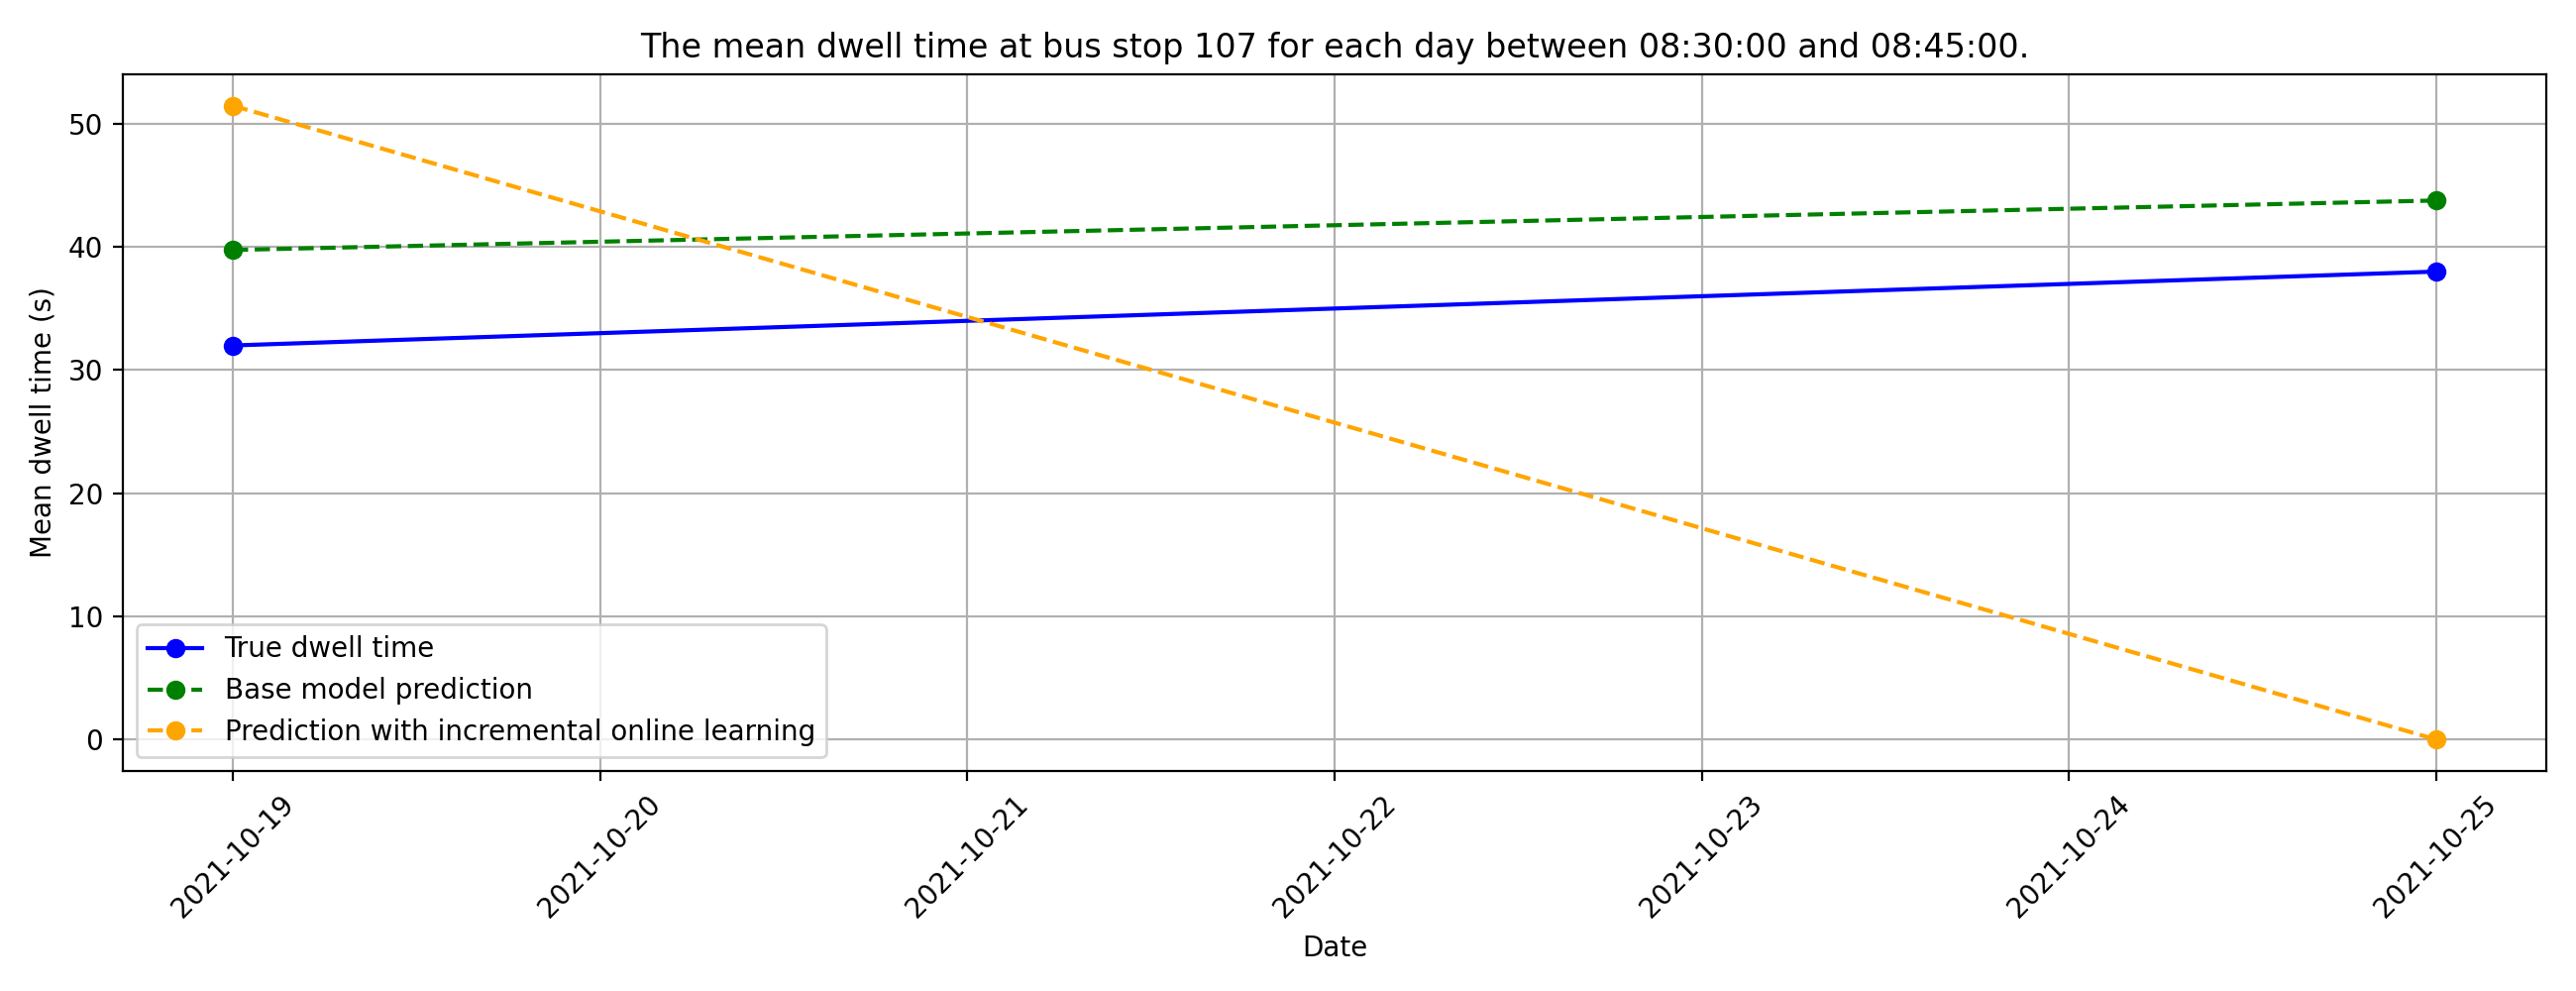 The mean dwell time at bus stop 107 for each day between 08:30:00 and 08:45:00.
50
40
30
20
10
0
Mean dwell time (s)
True dwell time
Base model prediction
Prediction with incremental online learning
2021-10-19
2021-10-20
2021-10-21
2021-10-22
2021-10-23
2021-10-24
2021-10-25
Date